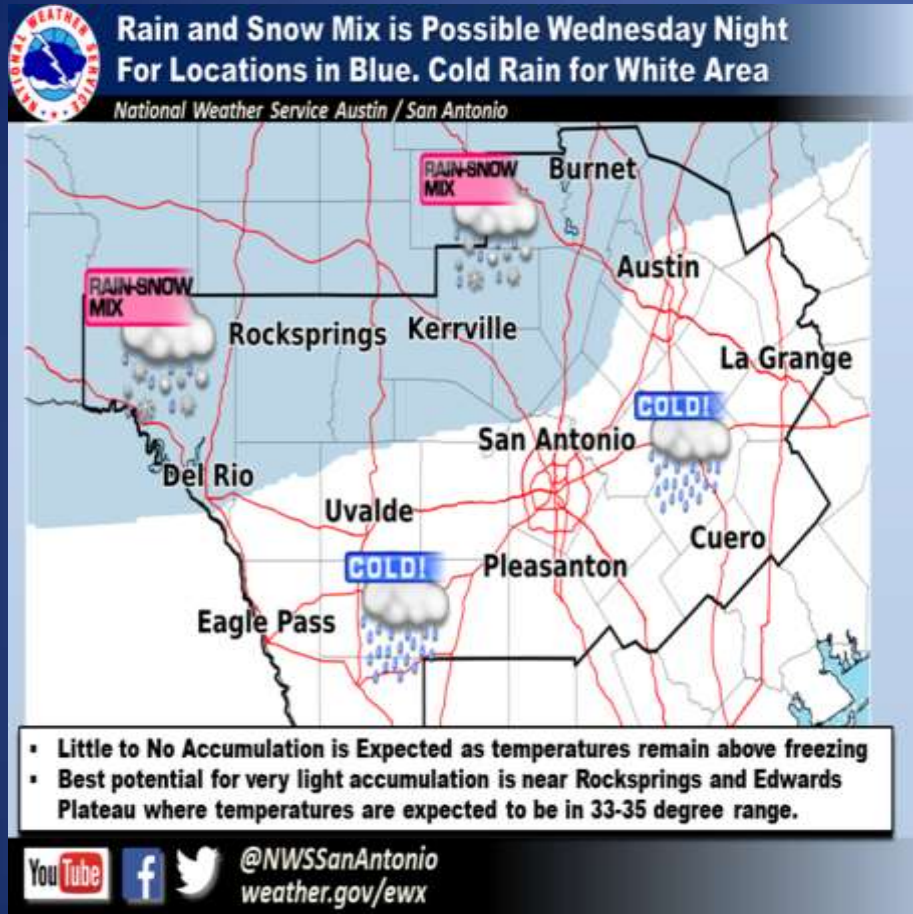 NATIONAL WEATHER SERVICE
Rain and Snow Mix is Possible Wednesday Night
For Locations in Blue. Cold Rain for White Area
National Weather Service Austin / San Antonio
RAIN-SNOW
MIX
Burnet
Austin
RAIN-SNOW
MIX
Rocksprings
Kerrville
La Grange
COLD!
San Antonio
Del Rio
Uvalde
Cuero
COLD!
Pleasanton
Eagle Pass
▪ Little to No Accumulation is Expected as temperatures remain above freezing
▪ Best potential for very light accumulation is near Rocksprings and Edwards
Plateau where temperatures are expected to be in 33-35 degree range.
YouTube
@NWSSanAntonio
weather.gov/ewx